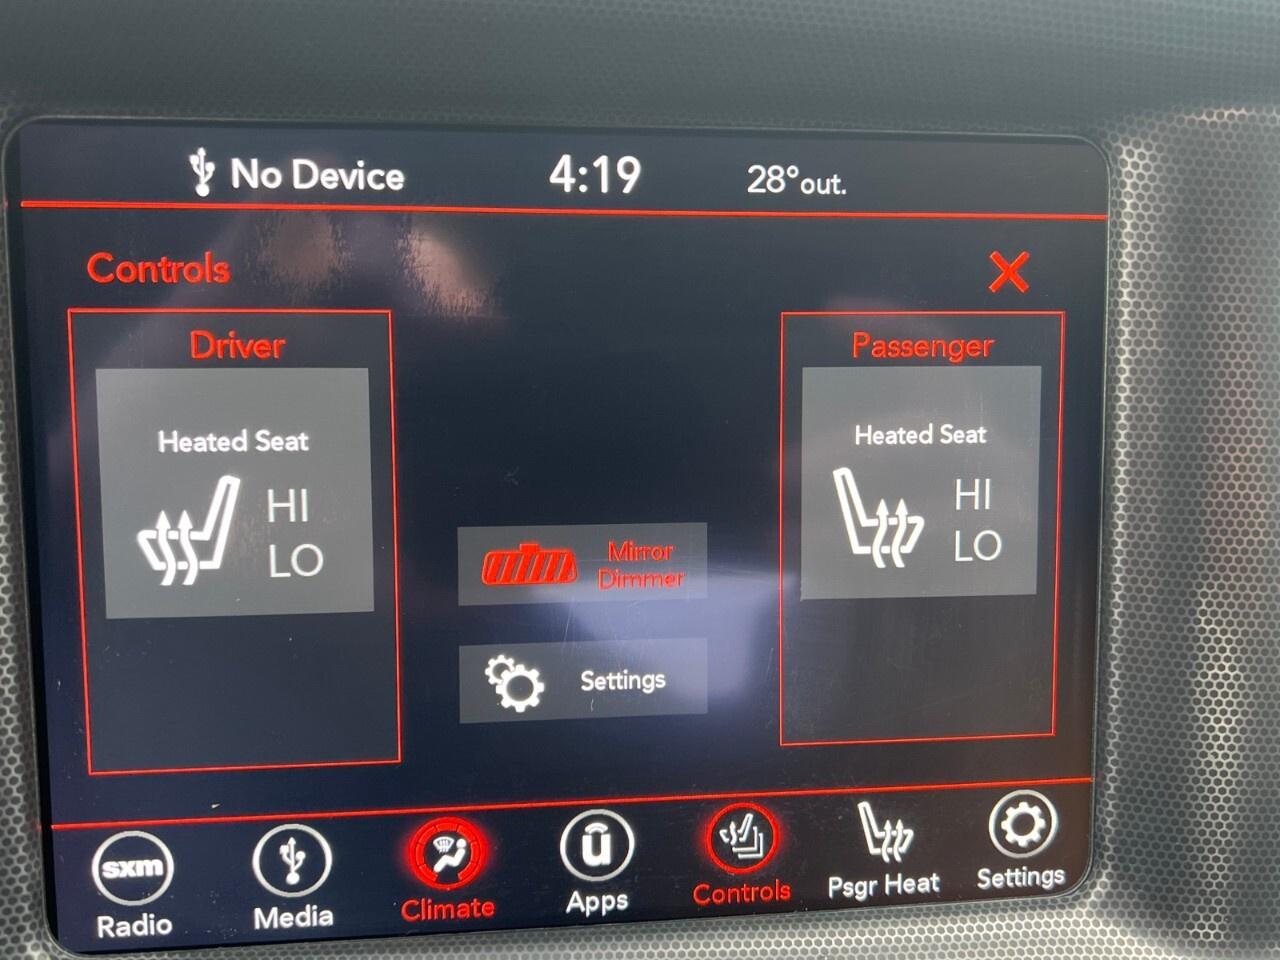 No Device
4:19
28°out.
Controls
Driver
Heated Seat
HI
LO
Mirror
Dimmer
Settings
Passenger
Heated Seat
HI
LO
sxm
Radio
Media
Climate
u
Apps
Controls
Psgr Heat
Settings